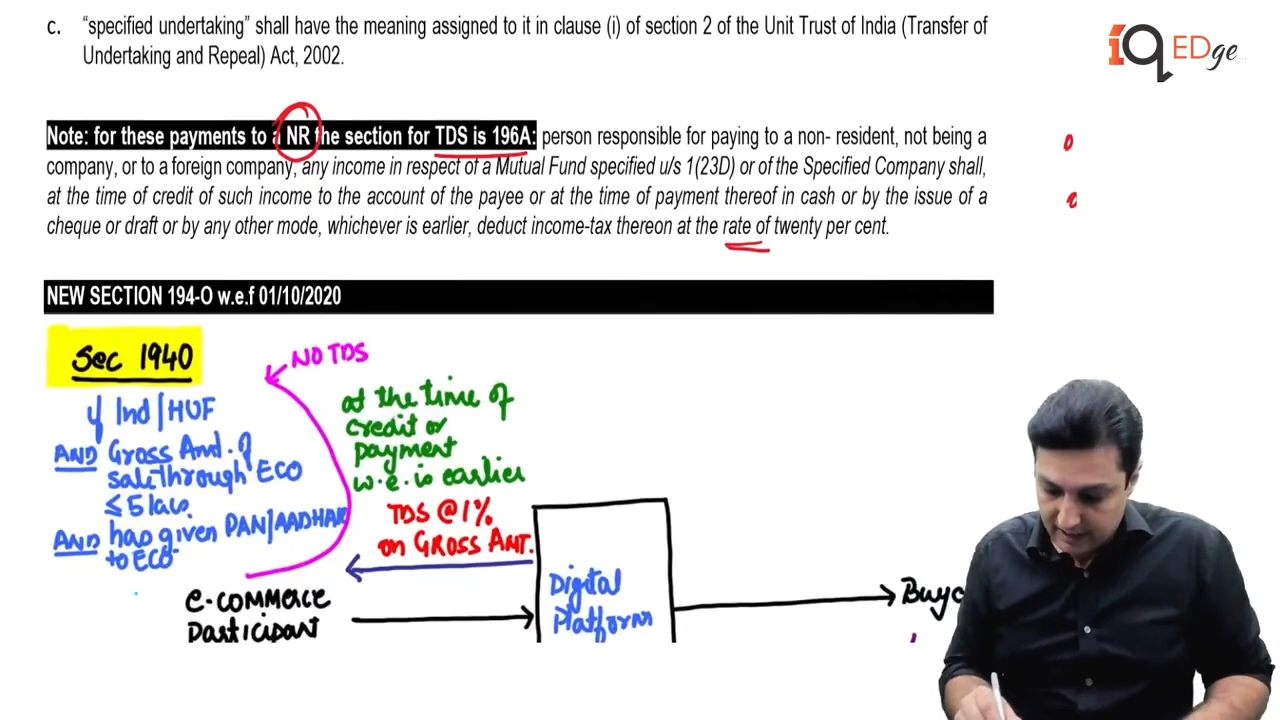 c. “specified undertaking” shall have the meaning assigned to it in clause (i) of section 2 of the Unit Trust of India (Transfer of
Undertaking and Repeal) Act, 2002.
iQ EDge....
Note: for these payments to a NR the section for TDS is 196A: person responsible for paying to a non- resident, not being a
company, or to a foreign company, any income in respect of a Mutual Fund specified u/s 1(23D) or of the Specified Company shall,
at the time of credit of such income to the account of the payee or at the time of payment thereof in cash or by the issue of a
cheque or draft or by any other mode, whichever is earlier, deduct income-tax thereon at the rate of twenty per cent.
NEW SECTION 194-O w.e.f 01/10/2020
Sec 194O
NO TDS
if Ind/HUF
AND Gross Amt. of
sale through ECO
≤ 5 lacs
AND has given PAN/AADHAR
to ECO
at the time of
credit or
payment
w.e. is earlier
TDS @ 1%
on GROSS AMT.
e-commerce
Participant
Digital
Platform